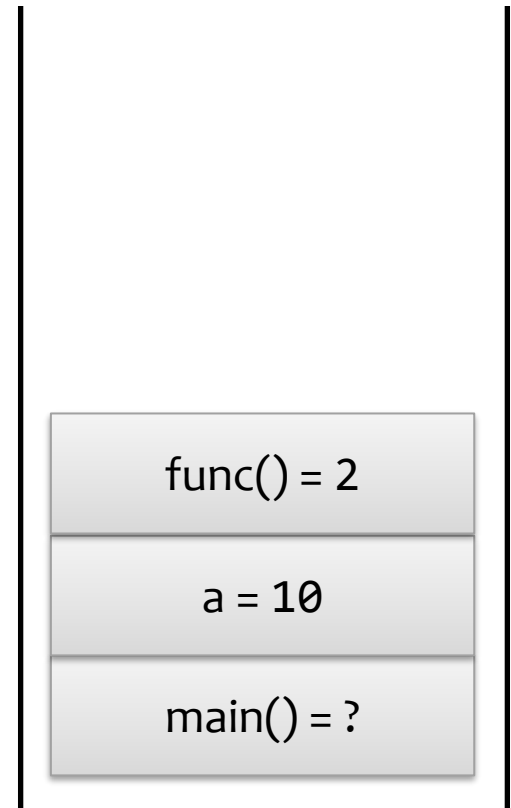 func() = 2
a = 10
main() = ?